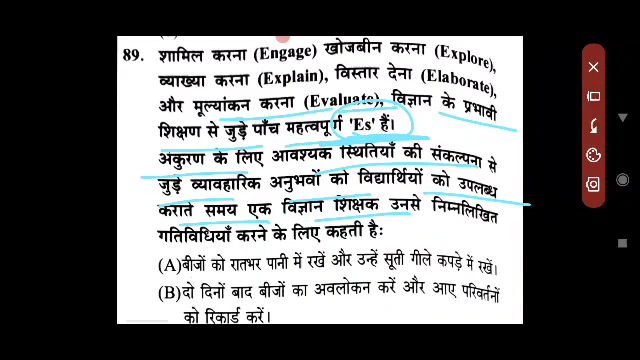 89. शामिल करना (Engage) खोजबीन करना (Explore),
व्याख्या करना (Explain), विस्तार देना (Elaborate),
और मूल्यांकन करना (Evaluate), विज्ञान के प्रभावी
शिक्षण से जुड़े पाँच महत्वपूर्ण 'Es' हैं।
अंकुरण के लिए आवश्यक स्थितियाँ की संकल्पना से
जुड़े व्यावहारिक अनुभवों को विद्यार्थियों को उपलब्ध
कराते समय एक विज्ञान शिक्षक उनसे निम्नलिखित
गतिविधियाँ करने के लिए कहती हैः
(A) बीजों को रातभर पानी में रखें और उन्हें सूती गीले कपड़े में रखें।
(B) दो दिनों बाद बीजों का अवलोकन करें और आए परिवर्तनों
को रिकार्ड करें।